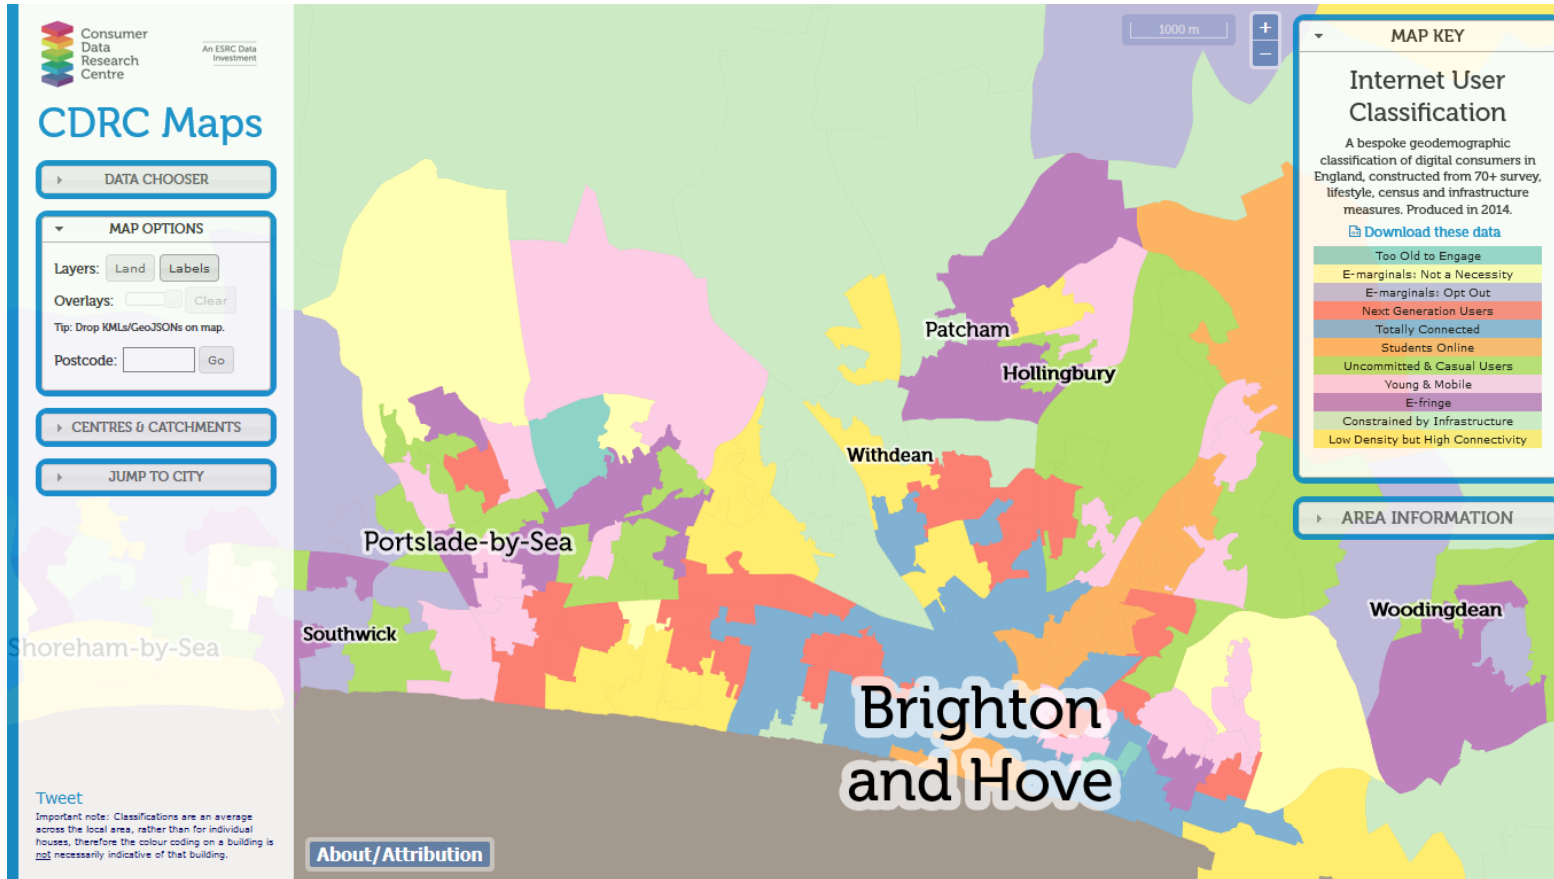 Consumer
Data
Research
Centre
An ESRC Data
Investment
CDRC Maps
DATA CHOOSER
MAP OPTIONS
Layers: Land Labels
Overlays: Clear
Tip: Drop KMLs/GeoJSONs on map.
Postcode: Go
CENTRES & CATCHMENTS
JUMP TO CITY
Tweet
Important note: Classifications are an average
across the local area, rather than for individual
houses, therefore the colour coding on a building is
not necessarily indicative of that building.
1000 m
+
−
Patcham
Hollingbury
Withdean
Portslade-by-Sea
Southwick
Shoreham-by-Sea
Woodingdean
Brighton
and Hove
About/Attribution
MAP KEY
Internet User
Classification
A bespoke geodemographic
classification of digital consumers in
England, constructed from 70+ survey,
lifestyle, census and infrastructure
measures. Produced in 2014.
Download these data
Too Old to Engage
E-marginals: Not a Necessity
E-marginals: Opt Out
Next Generation Users
Totally Connected
Students Online
Uncommitted & Casual Users
Young & Mobile
E-fringe
Constrained by Infrastructure
Low Density but High Connectivity
AREA INFORMATION